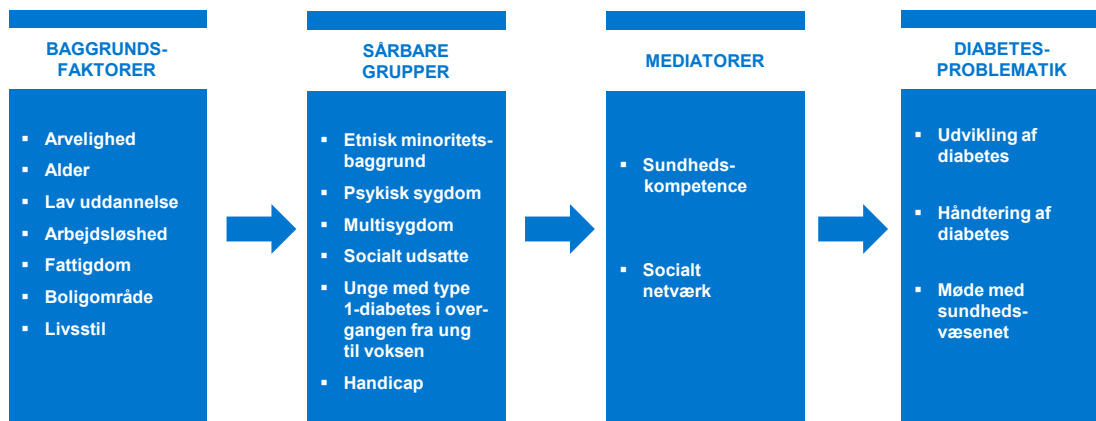 BAGGRUNDS-
FAKTORER
▪ Arvelighed
▪ Alder
▪ Lav uddannelse
▪ Arbejdsløshed
▪ Fattigdom
▪ Boligområde
▪ Livsstil
SÅRBARE
GRUPPER
▪ Etnisk minoritets-
baggrund
▪ Psykisk sygdom
▪ Multisygdom
▪ Socialt udsatte
▪ Unge med type
1-diabetes i over-
gangen fra ung
til voksen
▪ Handicap
MEDIATORER
▪ Sundheds-
kompetence
▪ Socialt
netværk
DIABETES-
PROBLEMATIK
▪ Udvikling af
diabetes
▪ Håndtering af
diabetes
▪ Møde med
sundheds-
væsenet